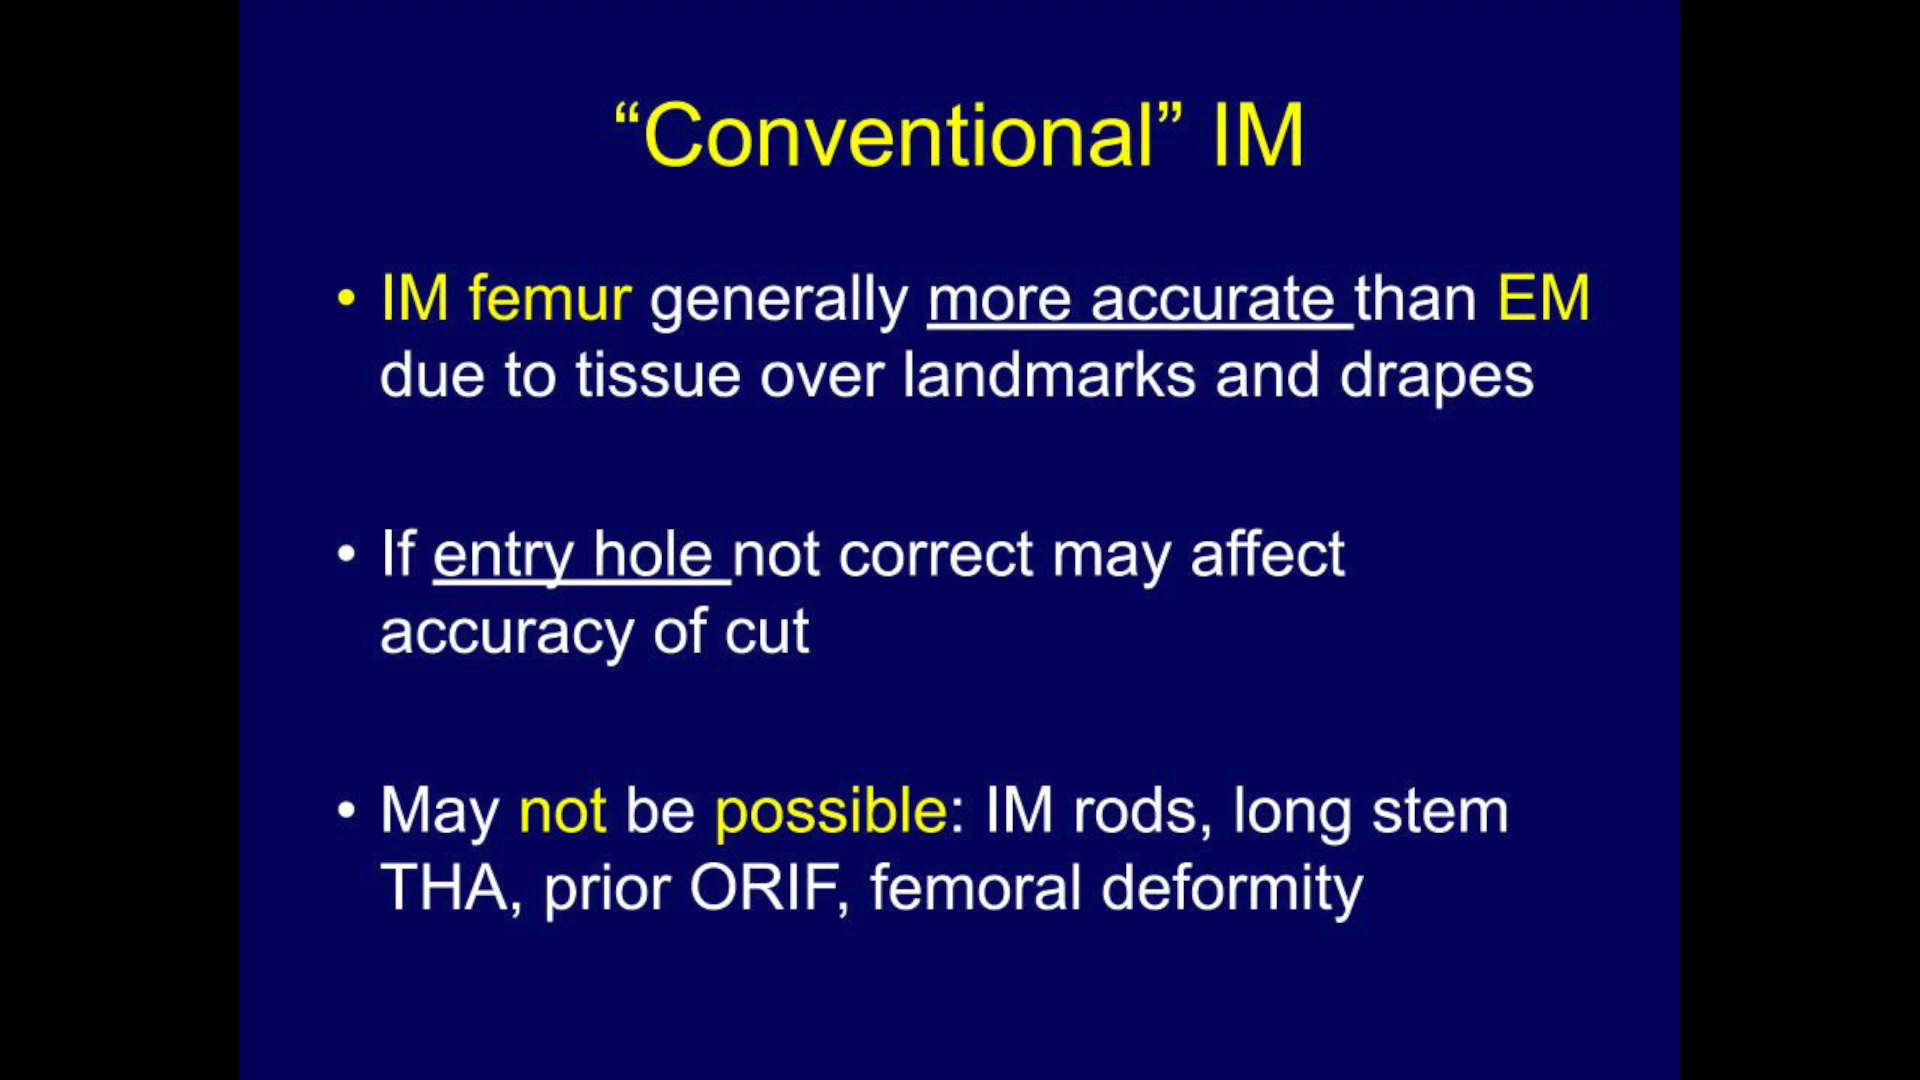 “Conventional” IM
• IM femur generally more accurate than EM
due to tissue over landmarks and drapes
• If entry hole not correct may affect
accuracy of cut
• May not be possible: IM rods, long stem
THA, prior ORIF, femoral deformity